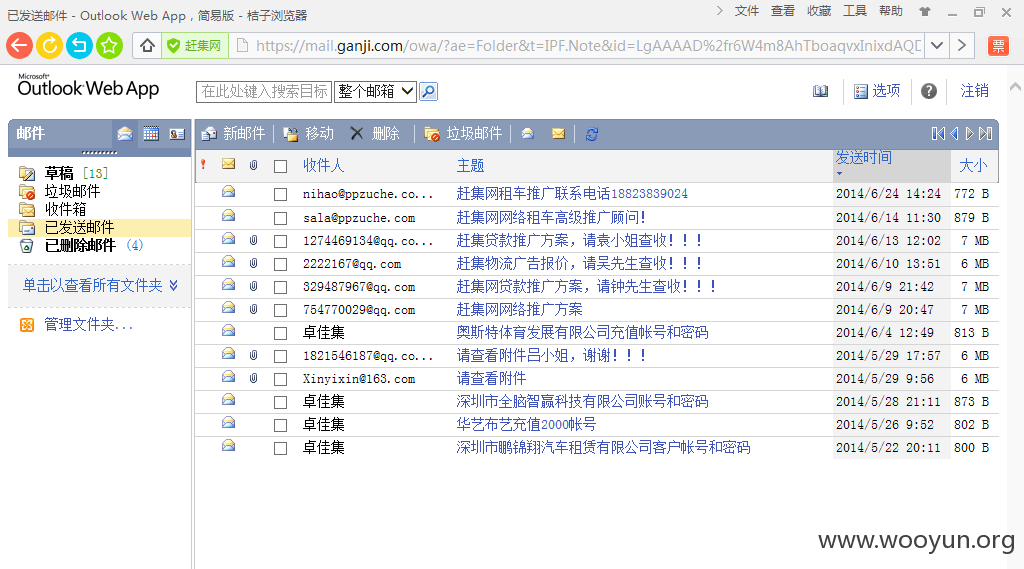 已发送邮件 - Outlook Web App，简易版 - 桔子浏览器
文件 查看 收藏 工具 帮助
赶集网 https://mail.ganji.com/owa/?ae=Folder&t=IPF.Note&id=LgAAAAD%2fr6W4m8AhTboaqvxInixdAQD 票
Microsoft®
Outlook Web App
在此处键入搜索目标 整个邮箱
选项 ? 注销
邮件
新邮件 移动 删除 垃圾邮件
收件人 主题 发送时间 大小
草稿 [13]
垃圾邮件
收件箱
已发送邮件
已删除邮件 (4)
单击以查看所有文件夹
管理文件夹...
nihao@ppzuche.co... 赶集网租车推广联系电话18823839024 2014/6/24 14:24 772 B
sala@ppzuche.com 赶集网网络租车高级推广顾问! 2014/6/14 11:30 879 B
1274469134@qq.co... 赶集贷款推广方案，请袁小姐查收!!! 2014/6/13 12:02 7 MB
2222167@qq.com 赶集物流广告报价，请吴先生查收!!! 2014/6/10 13:51 6 MB
329487967@qq.com 赶集网贷款推广方案，请钟先生查收!!! 2014/6/9 21:42 7 MB
754770029@qq.com 赶集网网络推广方案 2014/6/9 20:47 7 MB
卓佳集 奥斯特体育发展有限公司充值帐号和密码 2014/6/4 12:49 813 B
1821546187@qq.co... 请查看附件吕小姐，谢谢!!! 2014/5/29 17:57 6 MB
Xinyixin@163.com 请查看附件 2014/5/29 9:56 6 MB
卓佳集 深圳市全脑智赢科技有限公司账号和密码 2014/5/28 21:11 873 B
卓佳集 华艺布艺充值2000帐号 2014/5/26 9:52 802 B
卓佳集 深圳市鹏锦翔汽车租赁有限公司客户帐号和密码 2014/5/22 20:11 800 B
www.wooyun.org